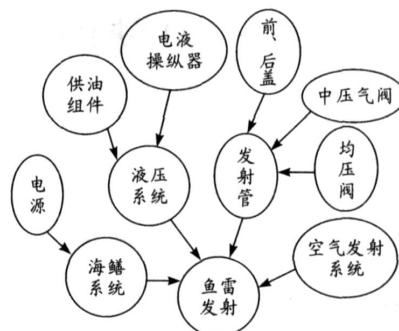 电液
操纵器
前、
后
盖
供油
组件
中压气阀
电
源
液压
系统
发
射
管
均
压
阀
海鳝
系统
鱼雷
发射
空气发射
系统